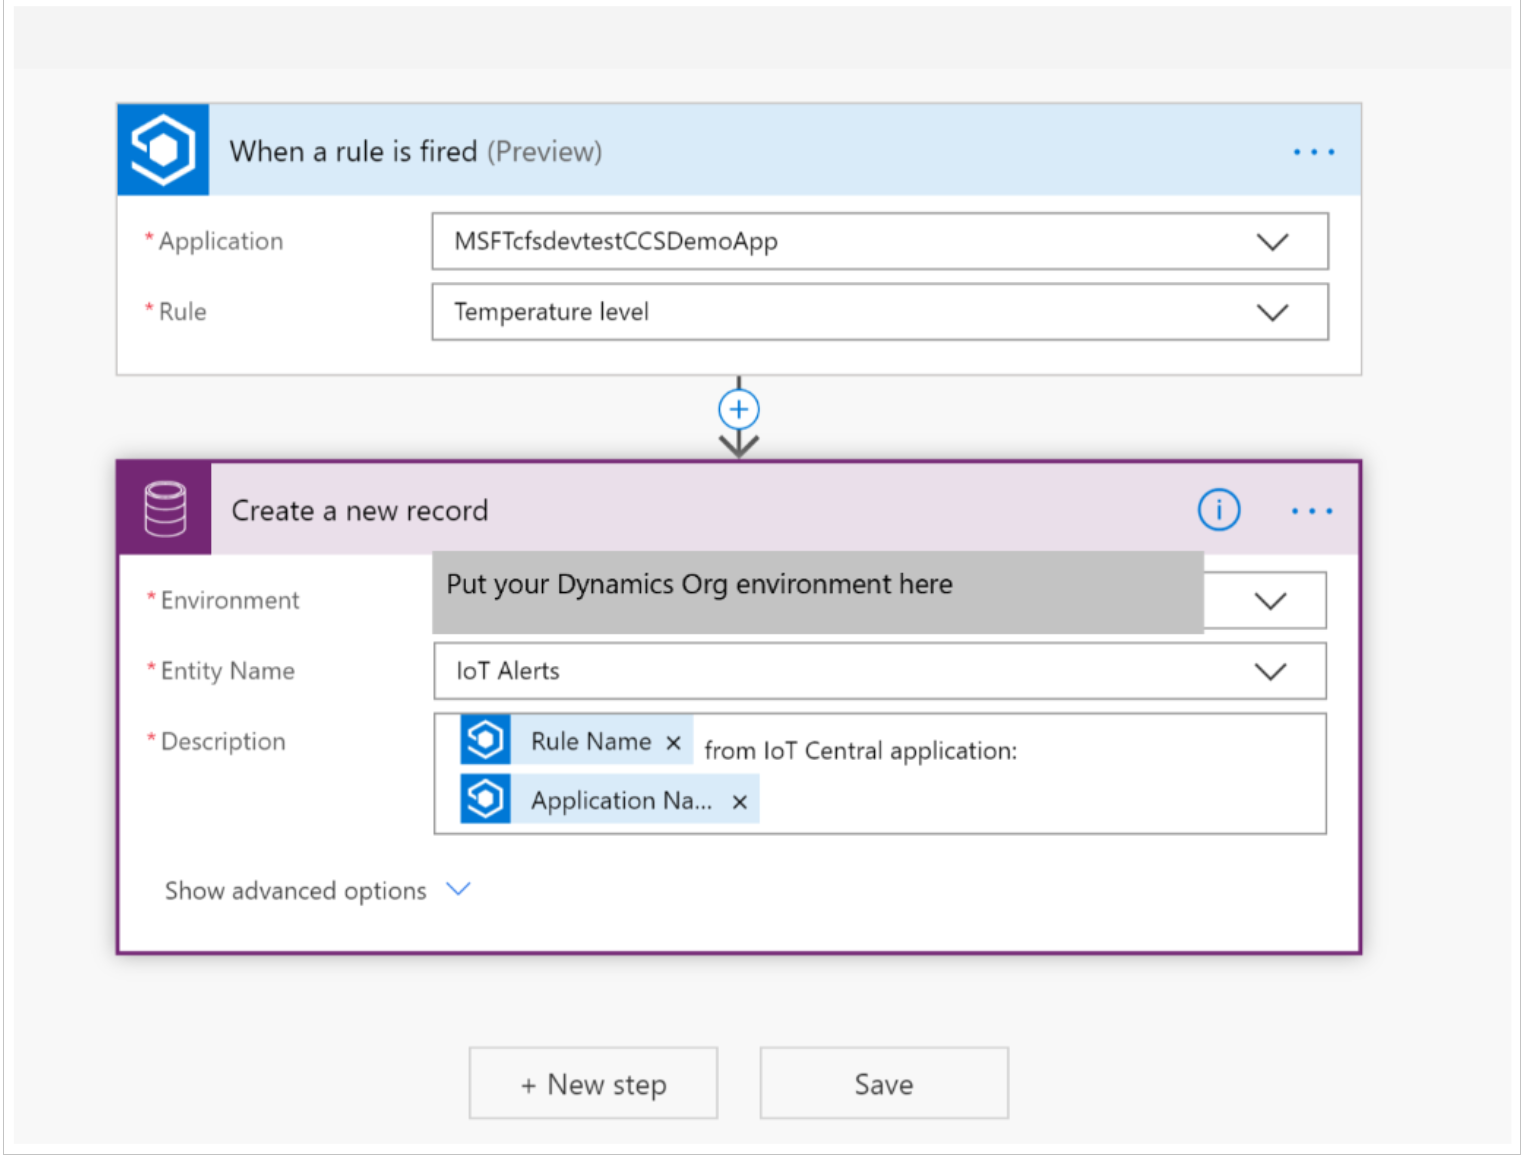 When a rule is fired (Preview)
* Application
MSFTcfsdevtestCCSDemoApp
* Rule
Temperature level
Create a new record
* Environment
Put your Dynamics Org environment here
* Entity Name
IoT Alerts
* Description
Rule Name × from IoT Central application:
Application Na... ×
Show advanced options
+ New step
Save